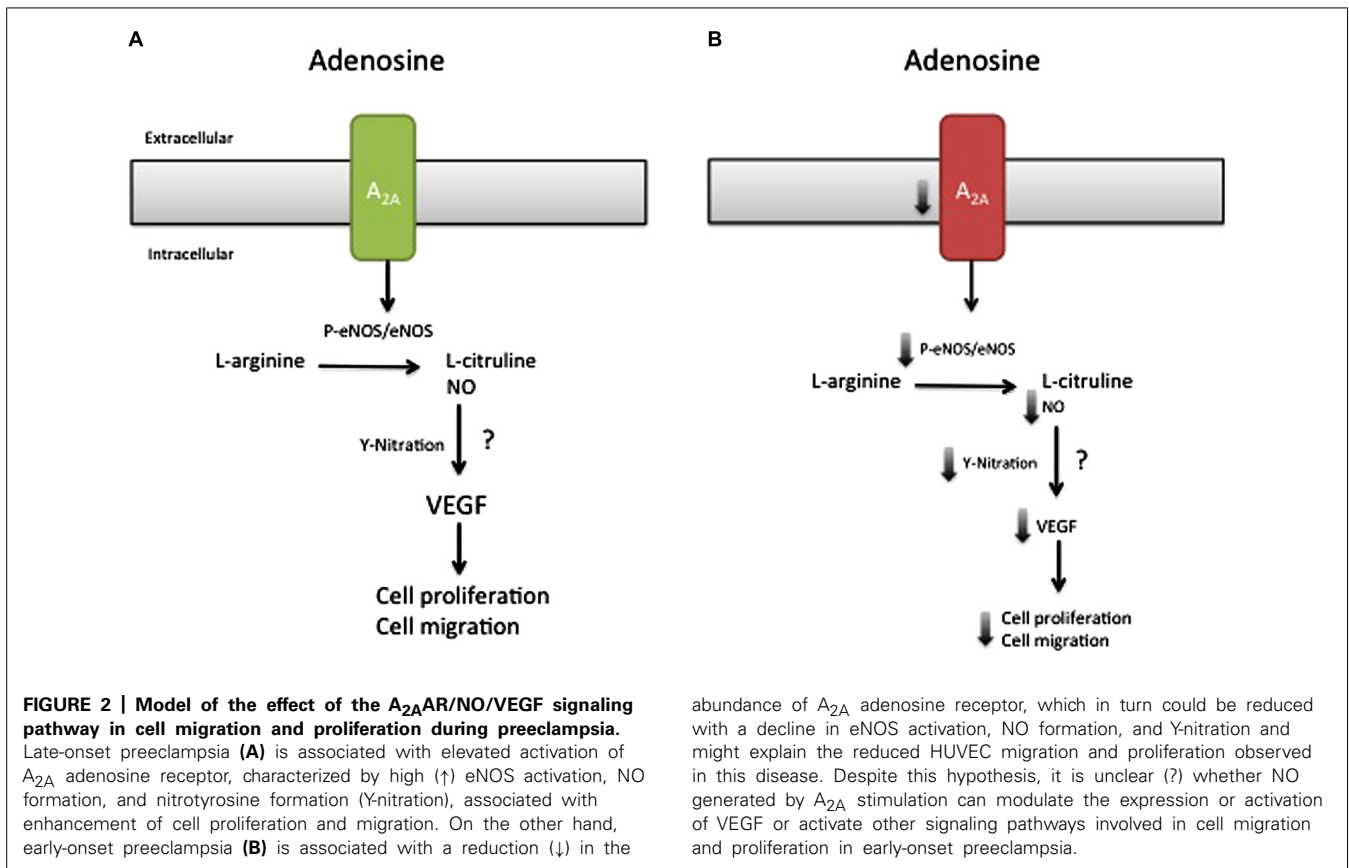 A
Adenosine
Extracellular
A2A
Intracellular
P-eNOS/eNOS
L-arginine
L-citruline
NO
Y-Nitration
?
VEGF
Cell proliferation
Cell migration
B
Adenosine
A2A
P-eNOS/eNOS
L-arginine
L-citruline
NO
Y-Nitration
?
VEGF
Cell proliferation
Cell migration
FIGURE 2 | Model of the effect of the A2AAR/NO/VEGF signaling
pathway in cell migration and proliferation during preeclampsia.
Late-onset preeclampsia (A) is associated with elevated activation of
A2A adenosine receptor, characterized by high (↑) eNOS activation, NO
formation, and nitrotyrosine formation (Y-nitration), associated with
enhancement of cell proliferation and migration. On the other hand,
early-onset preeclampsia (B) is associated with a reduction (↓) in the
abundance of A2A adenosine receptor, which in turn could be reduced
with a decline in eNOS activation, NO formation, and Y-nitration and
might explain the reduced HUVEC migration and proliferation observed
in this disease. Despite this hypothesis, it is unclear (?) whether NO
generated by A2A stimulation can modulate the expression or activation
of VEGF or activate other signaling pathways involved in cell migration
and proliferation in early-onset preeclampsia.